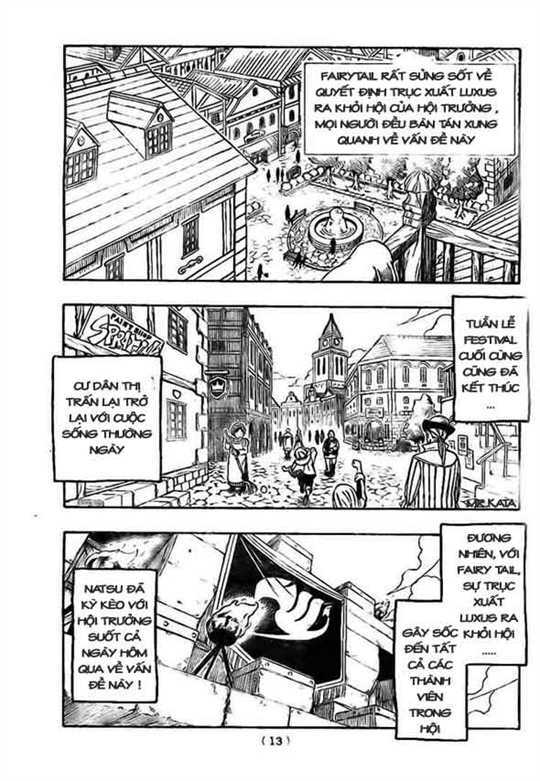 FAIRYTAIL RẤT SỬNG SỐT VỀ
QUYẾT ĐỊNH TRỤC XUẤT LUXUS
RA KHỎI HỘI CỦA HỘI TRƯỞNG ,
MỌI NGƯỜI ĐỀU BÀN TÁN XUNG
QUANH VỀ VẤN ĐỀ NÀY
TUẦN LỄ
FESTIVAL
CUỐI CÙNG
CŨNG ĐÃ
KẾT THÚC
...
CƯ DÂN THỊ
TRẤN LẠI TRỞ
LẠI VỚI CUỘC
SỐNG THƯỜNG
NGÀY
MR.KATA
ĐƯƠNG
NHIÊN, VỚI
FAIRY TAIL,
SỰ TRỤC
XUẤT
LUXUS RA
KHỎI HỘI
.....
GÂY SỐC
ĐẾN TẤT
CẢ CÁC
THÀNH
VIÊN
TRONG
HỘI
NATSU ĐÃ
KỲ KÈO VỚI
HỘI TRƯỞNG
SUỐT CẢ
NGÀY HÔM
QUA VỀ VẤN
ĐỀ NÀY !
( 13 )